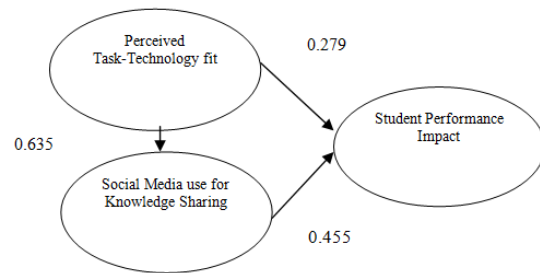 Perceived
Task-Technology fit
0.279
Student Performance
Impact
0.635
Social Media use for
Knowledge Sharing
0.455